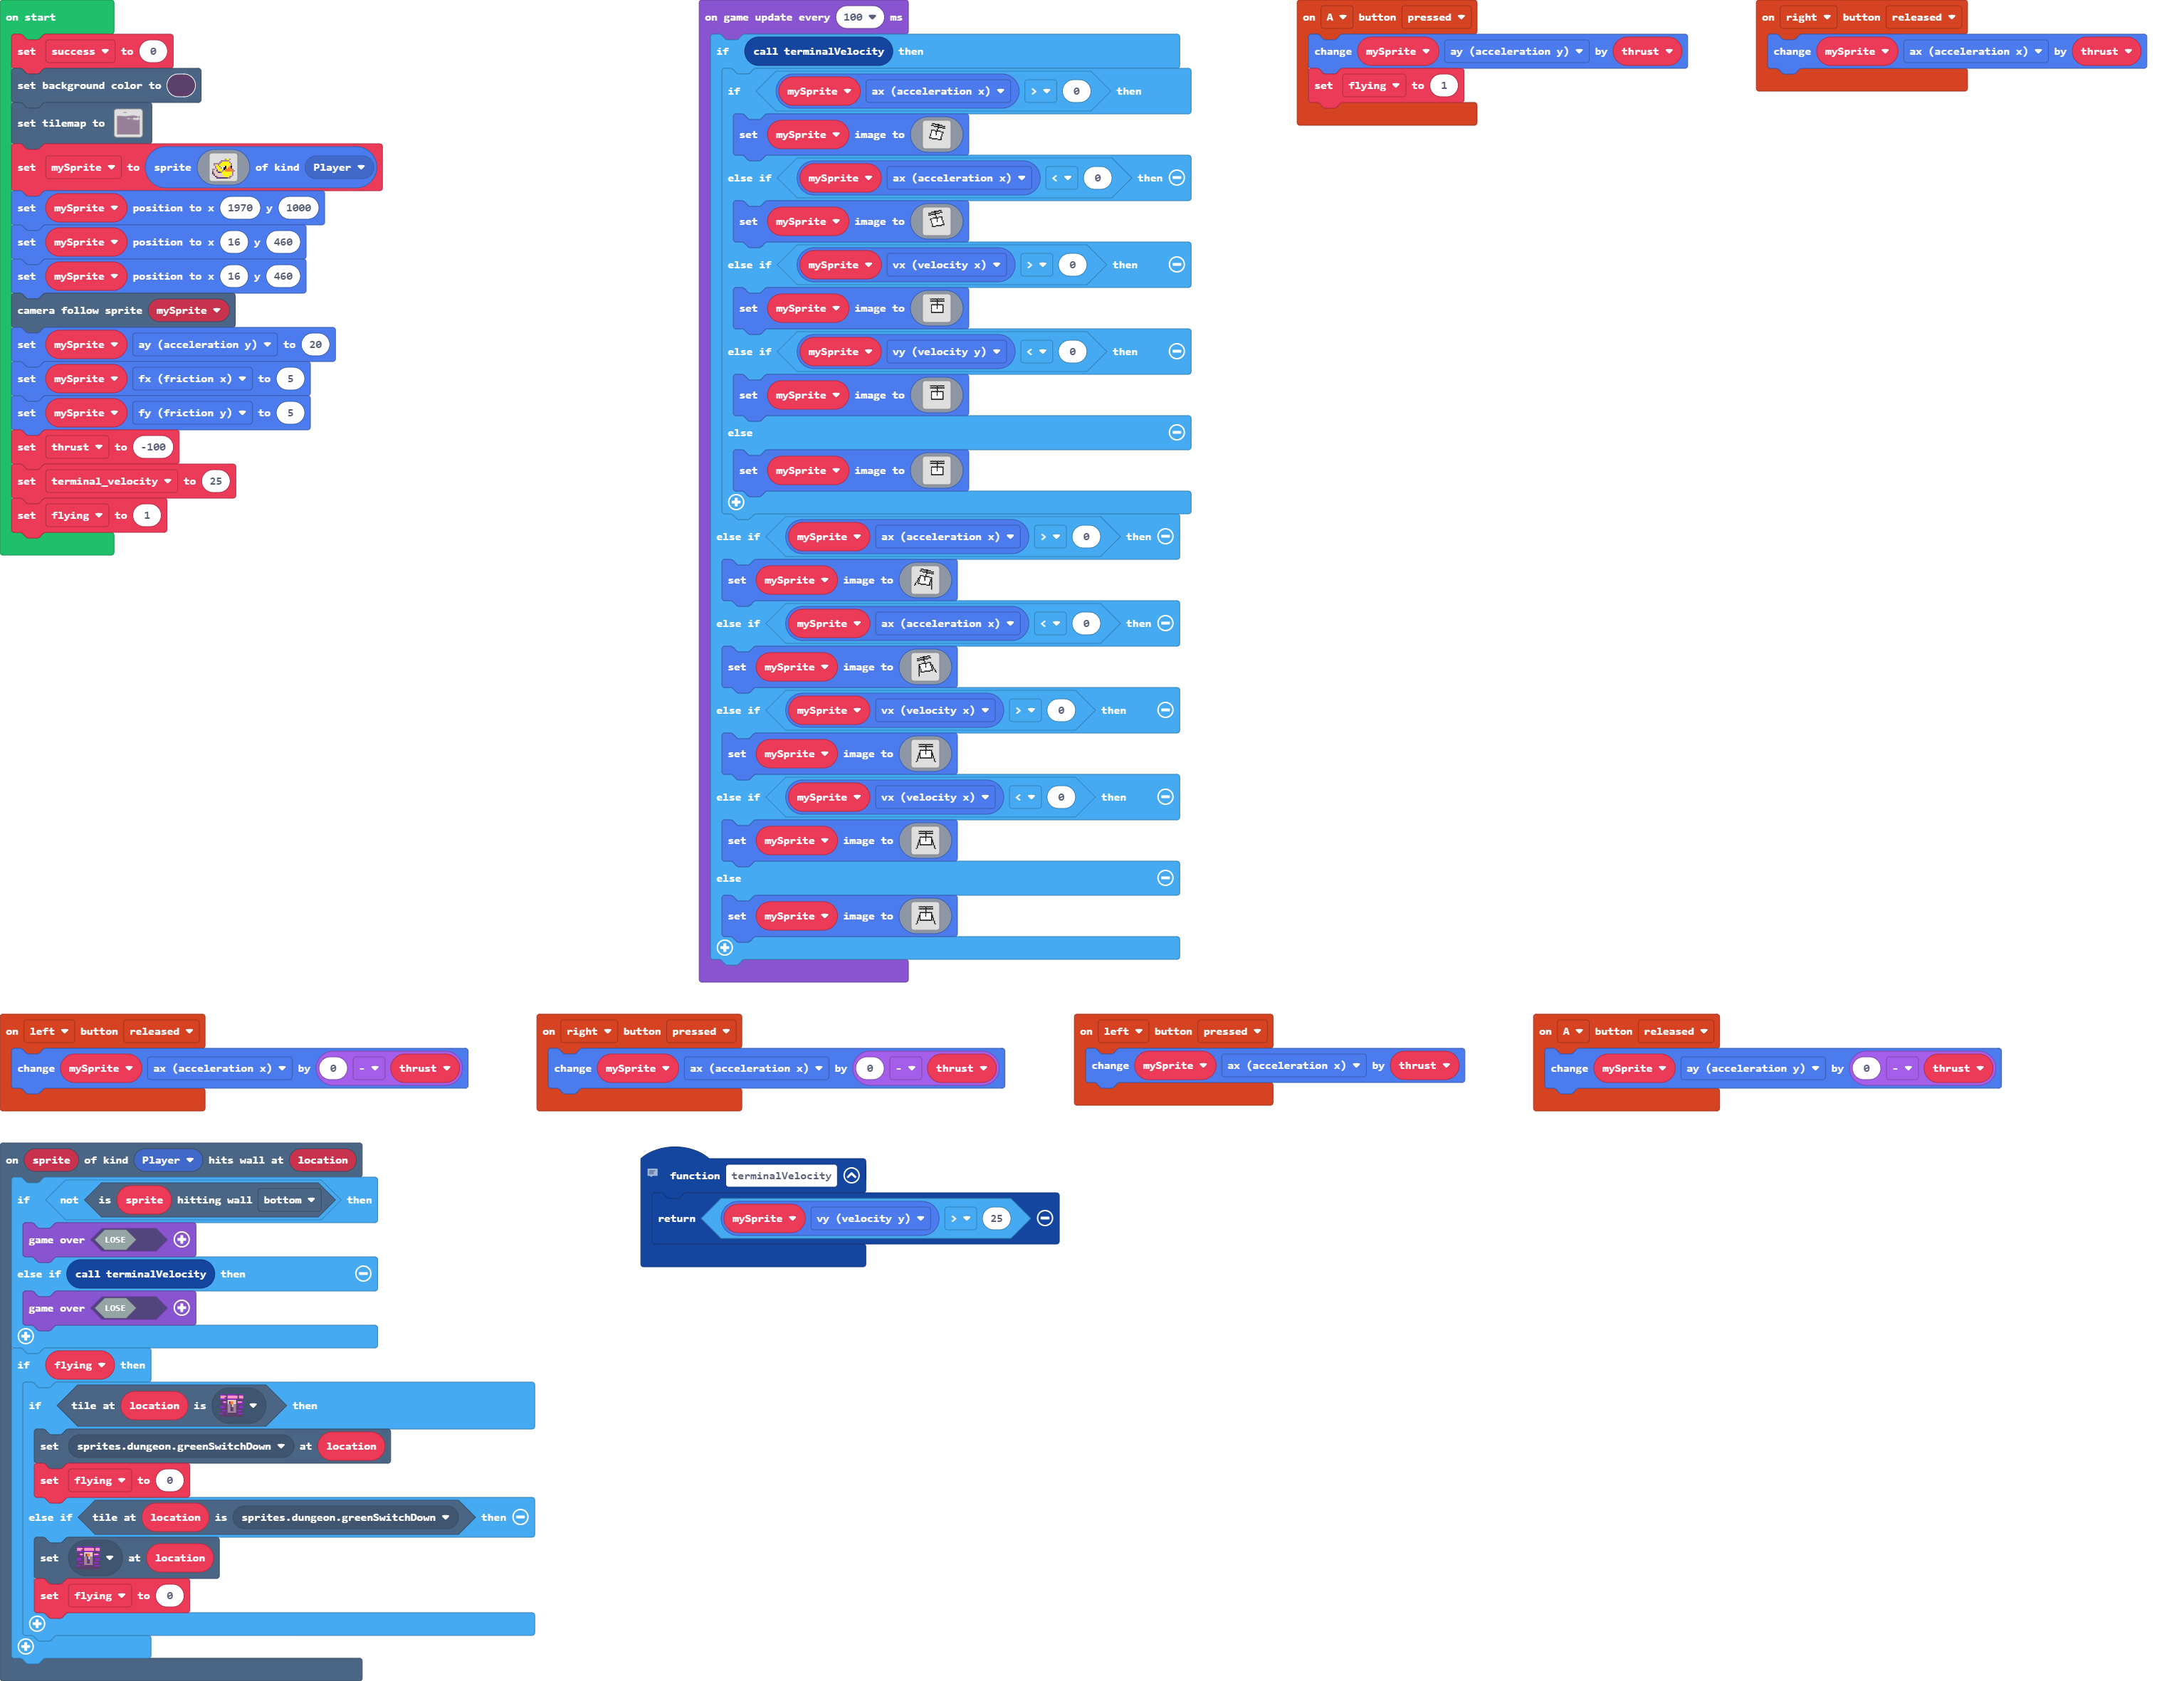 on start
set success to 0
set background color to
set tilemap to
set mySprite to sprite of kind Player
set mySprite position to x 1970 y 1000
set mySprite position to x 16 y 460
set mySprite position to x 16 y 460
camera follow sprite mySprite
set mySprite ay (acceleration y) to 20
set mySprite fx (friction x) to 5
set mySprite fy (friction y) to 5
set thrust to -100
set terminal_velocity to 25
set flying to 1
on game update every 100 ms
if call terminalVelocity then
if mySprite ax (acceleration x) > 0 then
set mySprite image to
else if mySprite ax (acceleration x) < 0 then
set mySprite image to
else if mySprite vx (velocity x) > 0 then
set mySprite image to
else if mySprite vy (velocity y) < 0 then
set mySprite image to
else
set mySprite image to
else if mySprite ax (acceleration x) > 0 then
set mySprite image to
else if mySprite ax (acceleration x) < 0 then
set mySprite image to
else if mySprite vx (velocity x) > 0 then
set mySprite image to
else if mySprite vx (velocity x) < 0 then
set mySprite image to
else
set mySprite image to
on A button pressed
change mySprite ay (acceleration y) by thrust
set flying to 1
on right button released
change mySprite ax (acceleration x) by thrust
on left button released
change mySprite ax (acceleration x) by 0 - thrust
on right button pressed
change mySprite ax (acceleration x) by 0 - thrust
on left button pressed
change mySprite ax (acceleration x) by thrust
on A button released
change mySprite ay (acceleration y) by 0 - thrust
on sprite of kind Player hits wall at location
if not is sprite hitting wall bottom then
game over LOSE
else if call terminalVelocity then
game over LOSE
if flying then
if tile at location is then
set sprites.dungeon.greenSwitchDown at location
set flying to 0
else if tile at location is sprites.dungeon.greenSwitchDown then
set at location
set flying to 0
function terminalVelocity
return mySprite vy (velocity y) > 25